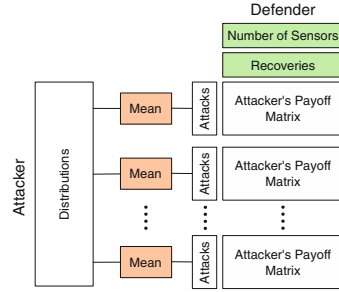 Defender
Number of Sensors
Recoveries
Attacker
Distributions
Mean
Attacks
Attacker's Payoff
Matrix
Mean
Attacks
Attacker's Payoff
Matrix
Mean
Attacks
Attacker's Payoff
Matrix